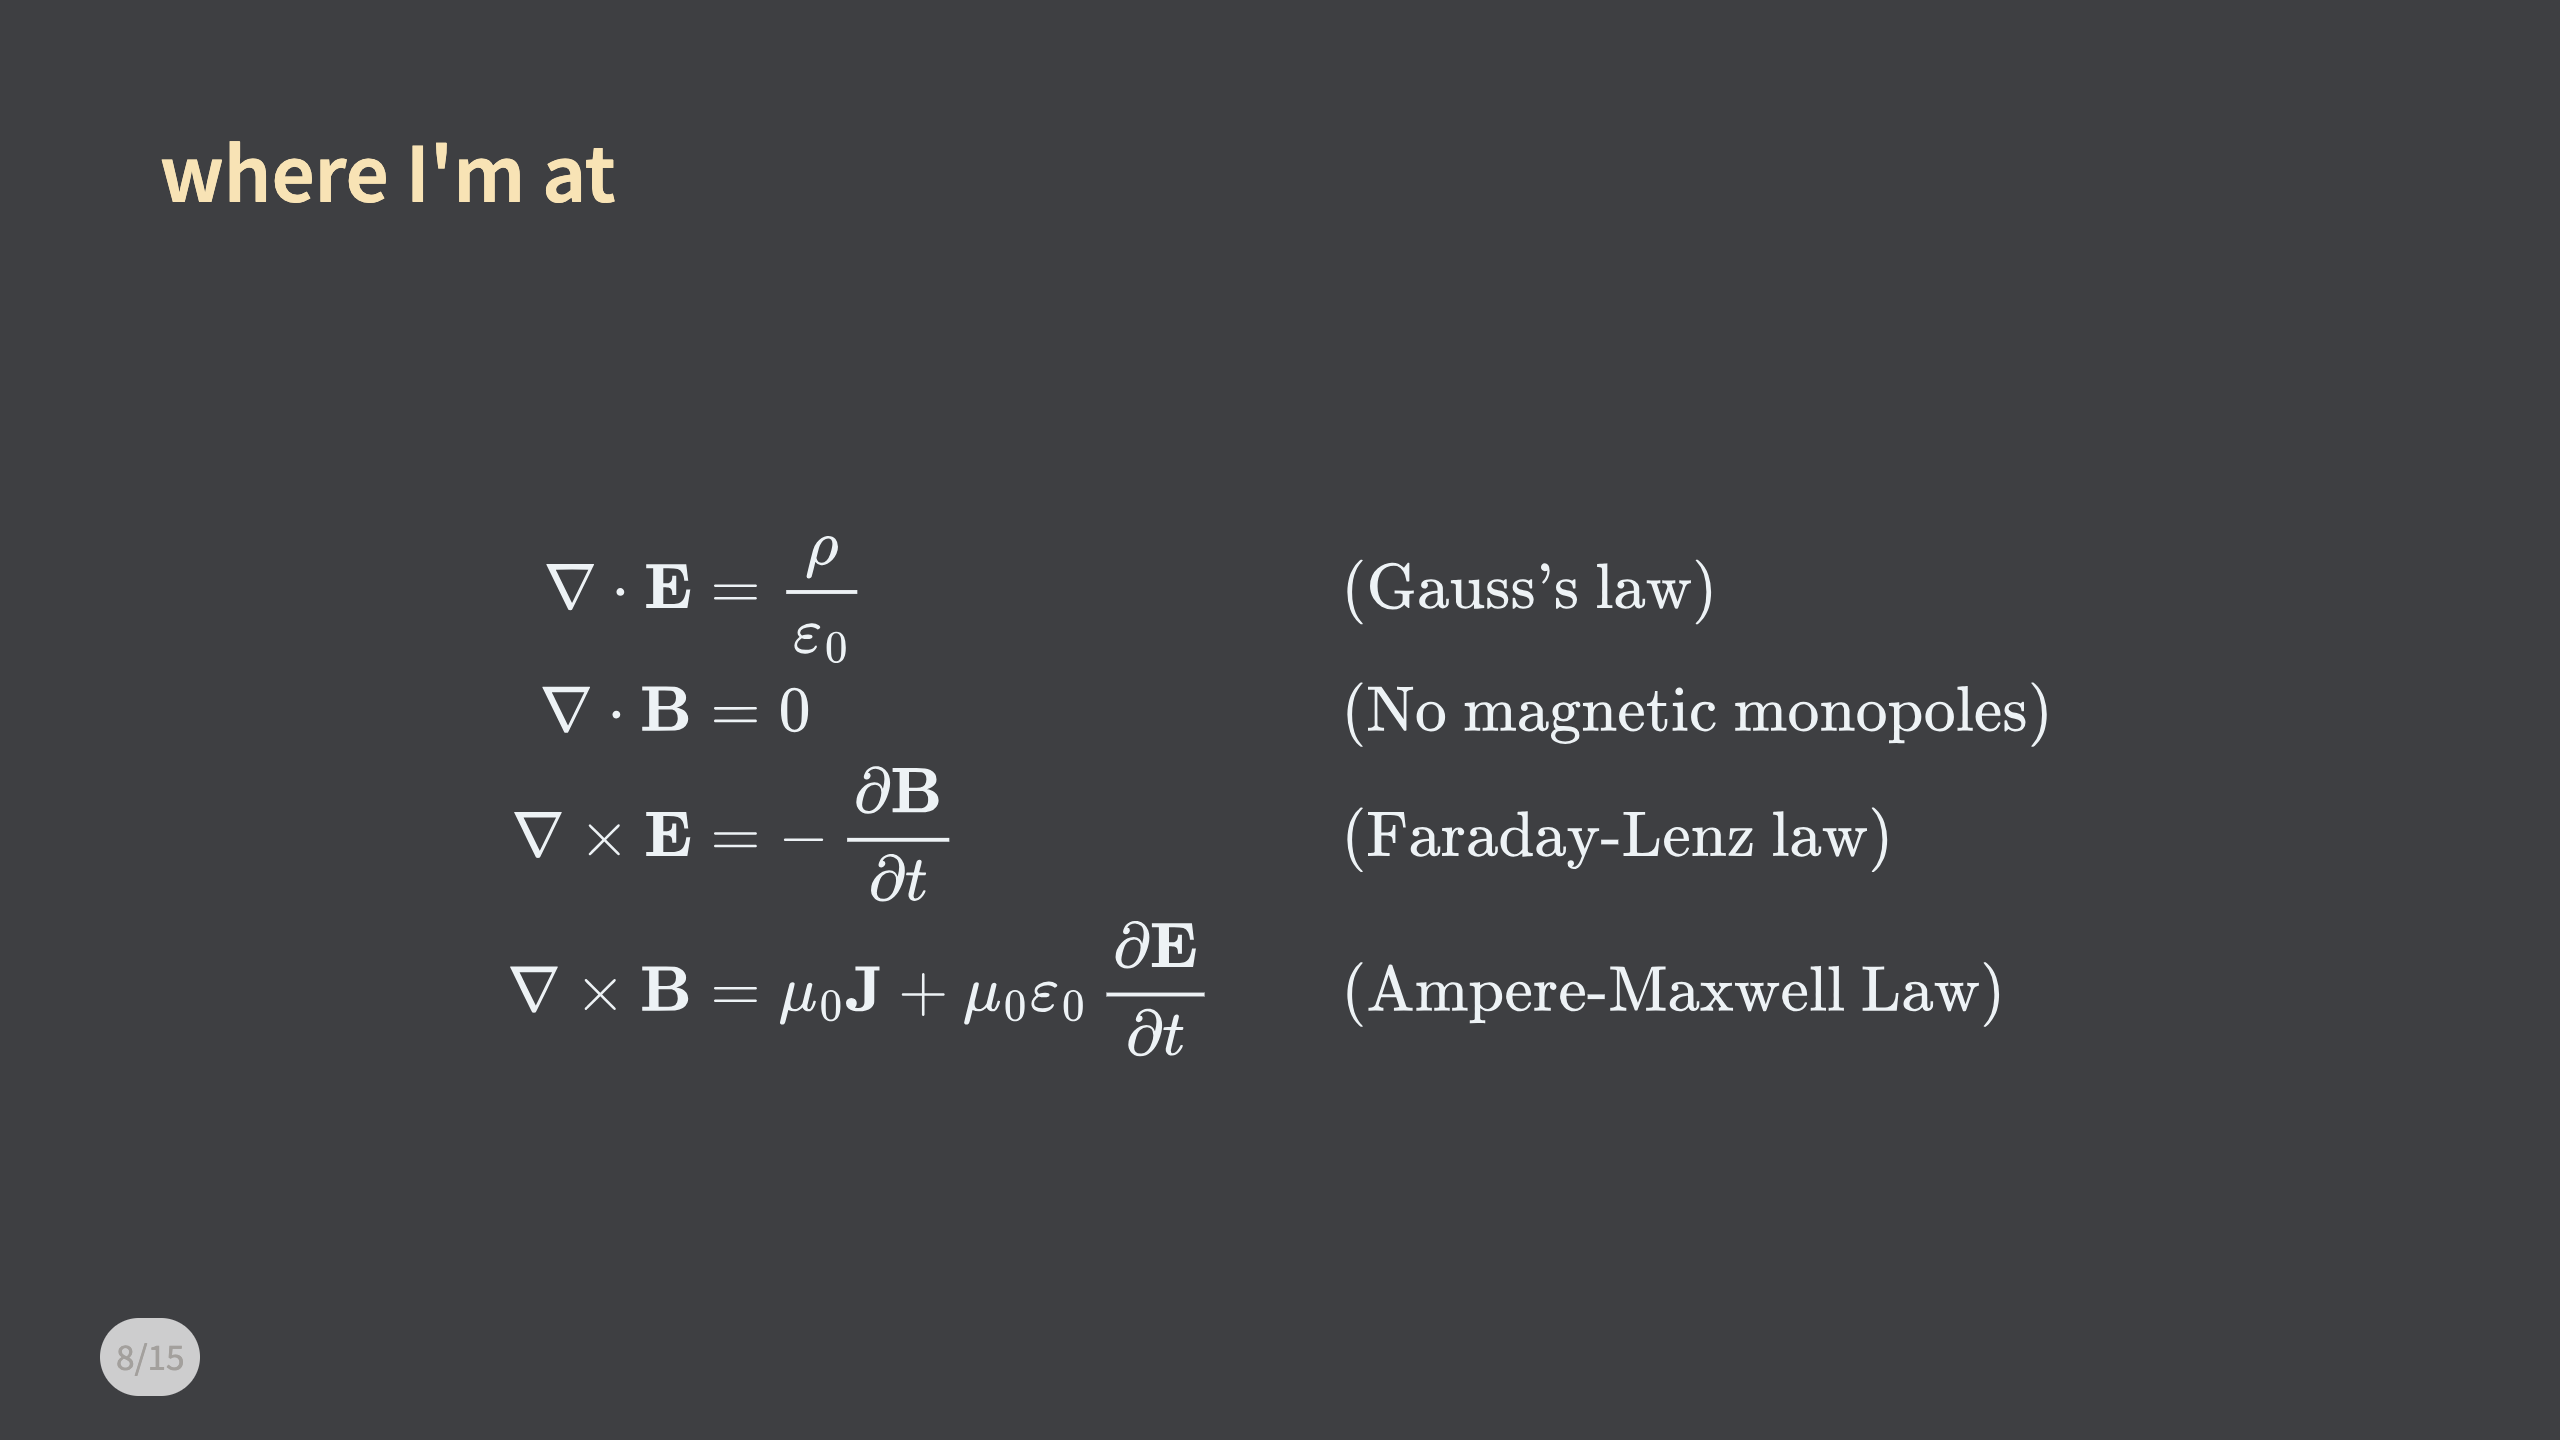 where I'm at
∇ · E = ρ/ε₀ (Gauss’s law)
∇ · B = 0 (No magnetic monopoles)
∇ × E = − ∂B/∂t (Faraday-Lenz law)
∇ × B = μ₀J + μ₀ε₀ ∂E/∂t (Ampere-Maxwell Law)
8/15